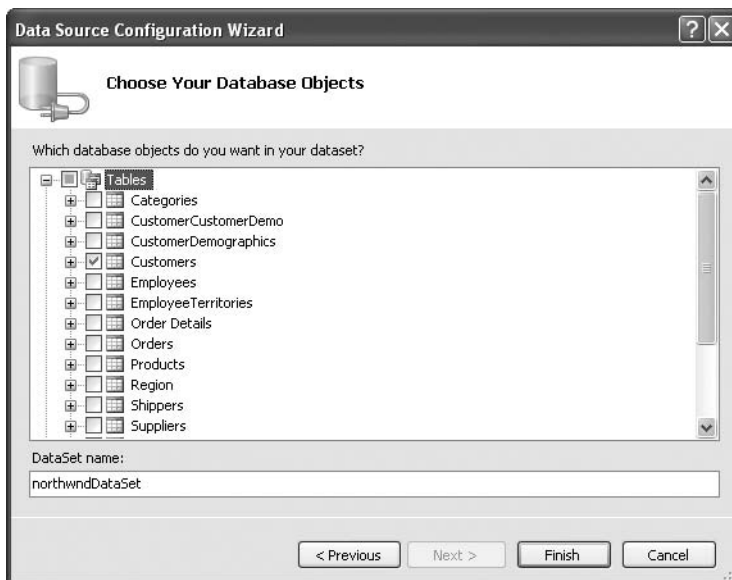 Data Source Configuration Wizard
Choose Your Database Objects
Which database objects do you want in your dataset?
Tables
Categories
CustomerCustomerDemo
CustomerDemographics
Customers
Employees
EmployeeTerritories
Order Details
Orders
Products
Region
Shippers
Suppliers
DataSet name:
northwndDataSet
< Previous Next > Finish Cancel